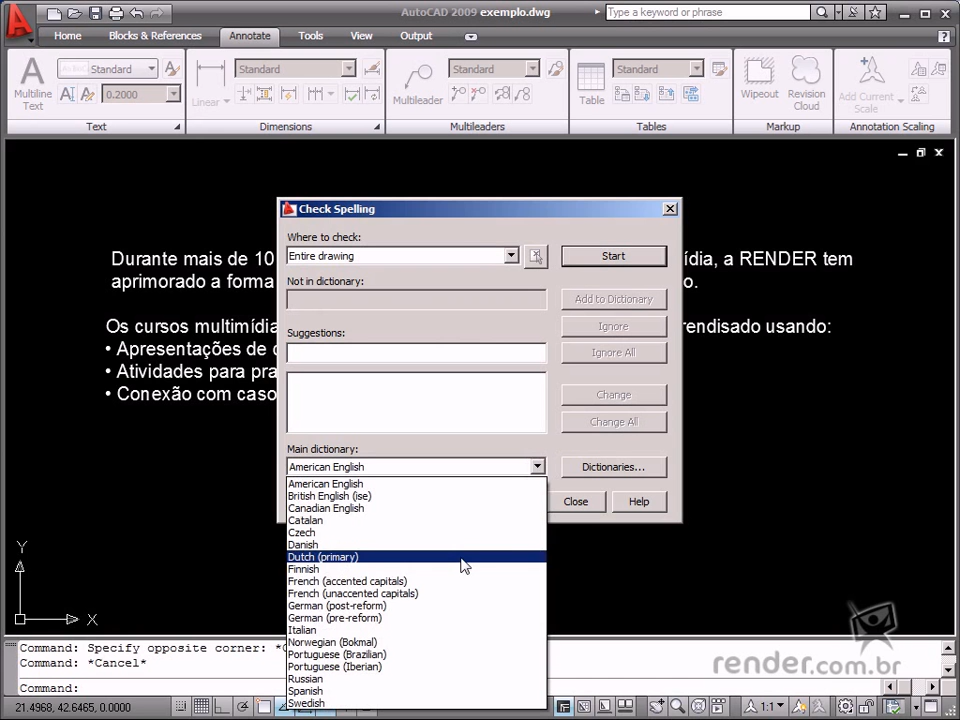 AutoCAD 2009 exemplo.dwg
Type a keyword or phrase
Home
Blocks & References
Annotate
Tools
View
Output
Multiline
Text
Standard
0.2000
Linear
Standard
Multileader
Standard
Table
Standard
Wipeout
Revision
Cloud
Add Current
Scale
Text
Dimensions
Multileaders
Tables
Markup
Annotation Scaling
Durante mais de 10
ídia, a RENDER tem
aprimorado a forma
o.
Os cursos multimídia
rendisado usando:
• Apresentações de
• Atividades para pra
• Conexão com caso
Check Spelling
Where to check:
Entire drawing
Start
Not in dictionary:
Add to Dictionary
Ignore
Suggestions:
Ignore All
Change
Change All
Main dictionary:
American English
Dictionaries...
Close
Help
American English
British English (ise)
Canadian English
Catalan
Czech
Danish
Dutch (primary)
Finnish
French (accented capitals)
French (unaccented capitals)
German (post-reform)
German (pre-reform)
Italian
Norwegian (Bokmal)
Portuguese (Brazilian)
Portuguese (Iberian)
Russian
Spanish
Swedish
Y
X
Command: Specify opposite corner:
Command: *Cancel*
Command:
render.com.br
21.4968, 42.6465, 0.0000
1:1